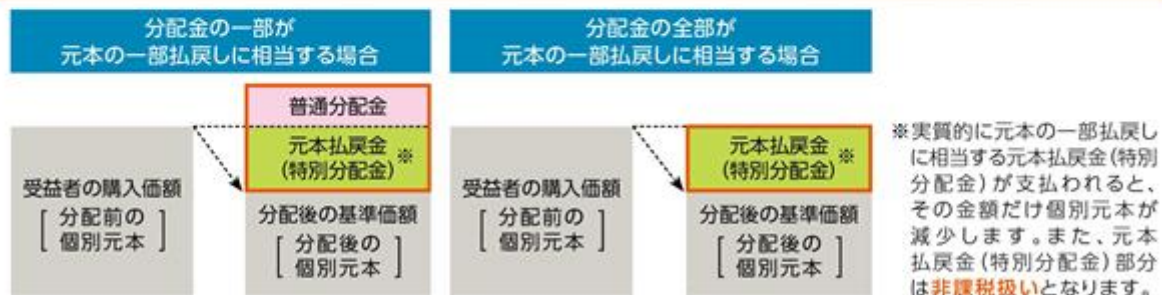 分配金の一部が
元本の一部払戻しに相当する場合
普通分配金
元本払戻金
(特別分配金)
※
受益者の購入価額
[ 分配前の
個別元本 ]
分配後の基準価額
[ 分配後の
個別元本 ]
分配金の全部が
元本の一部払戻しに相当する場合
元本払戻金
(特別分配金)
※
受益者の購入価額
[ 分配前の
個別元本 ]
分配後の基準価額
[ 分配後の
個別元本 ]
※実質的に元本の一部払戻し
に相当する元本払戻金(特別
分配金)が支払われると、
その金額だけ個別元本が
減少します。また、元本
払戻金(特別分配金)部分
は非課税扱いとなります。